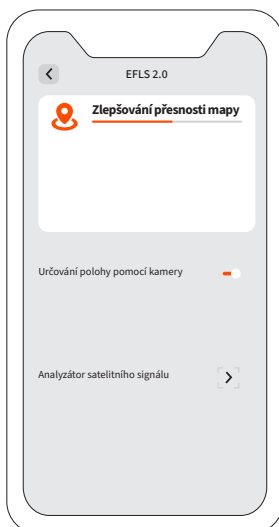 EFLS 2.0
Zlepšování přesnosti mapy
Určování polohy pomocí kamery
Analyzátor satelitního signálu